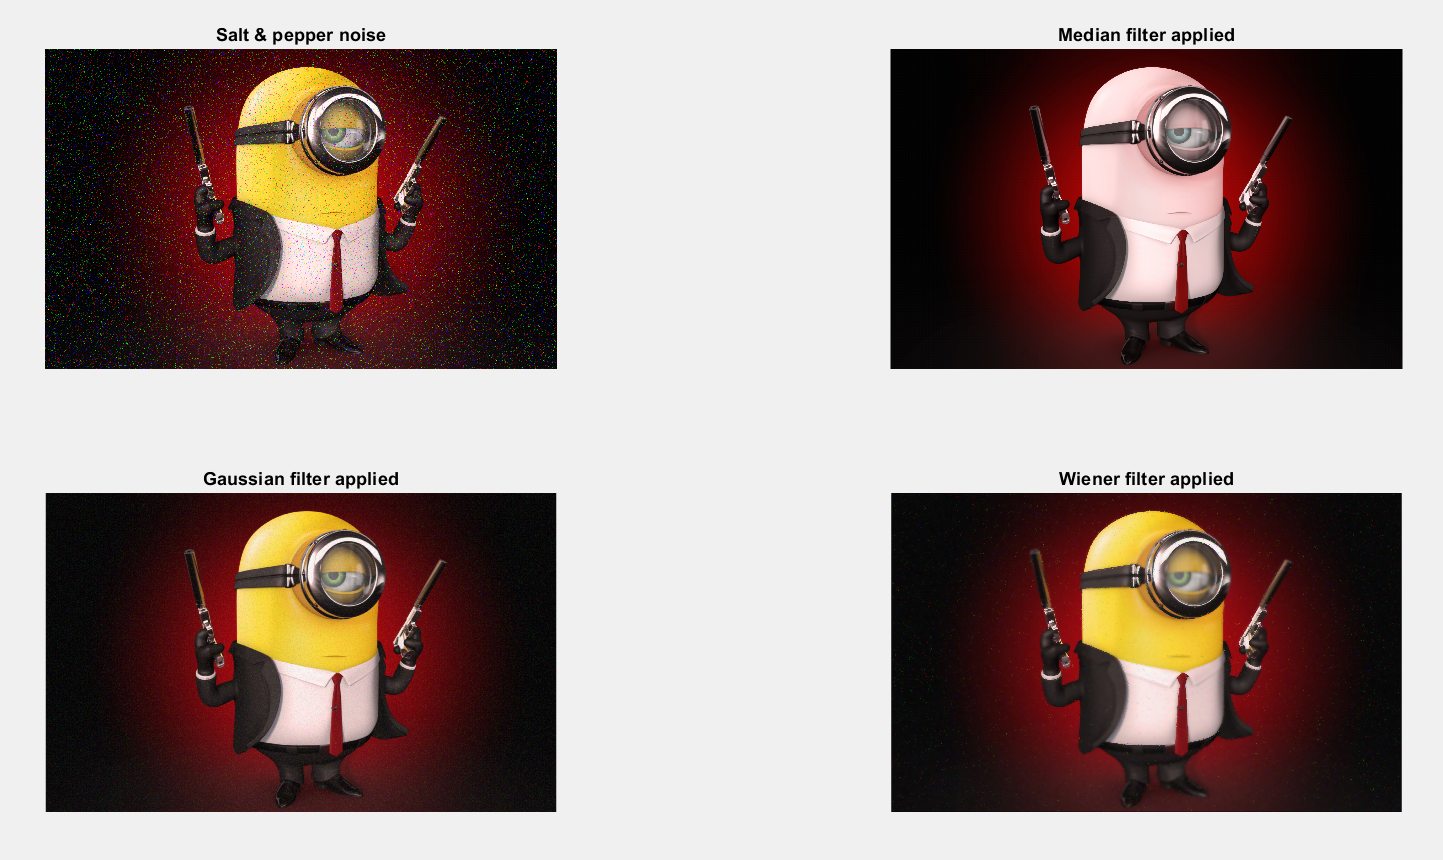 Salt & pepper noise
Median filter applied
Gaussian filter applied
Wiener filter applied